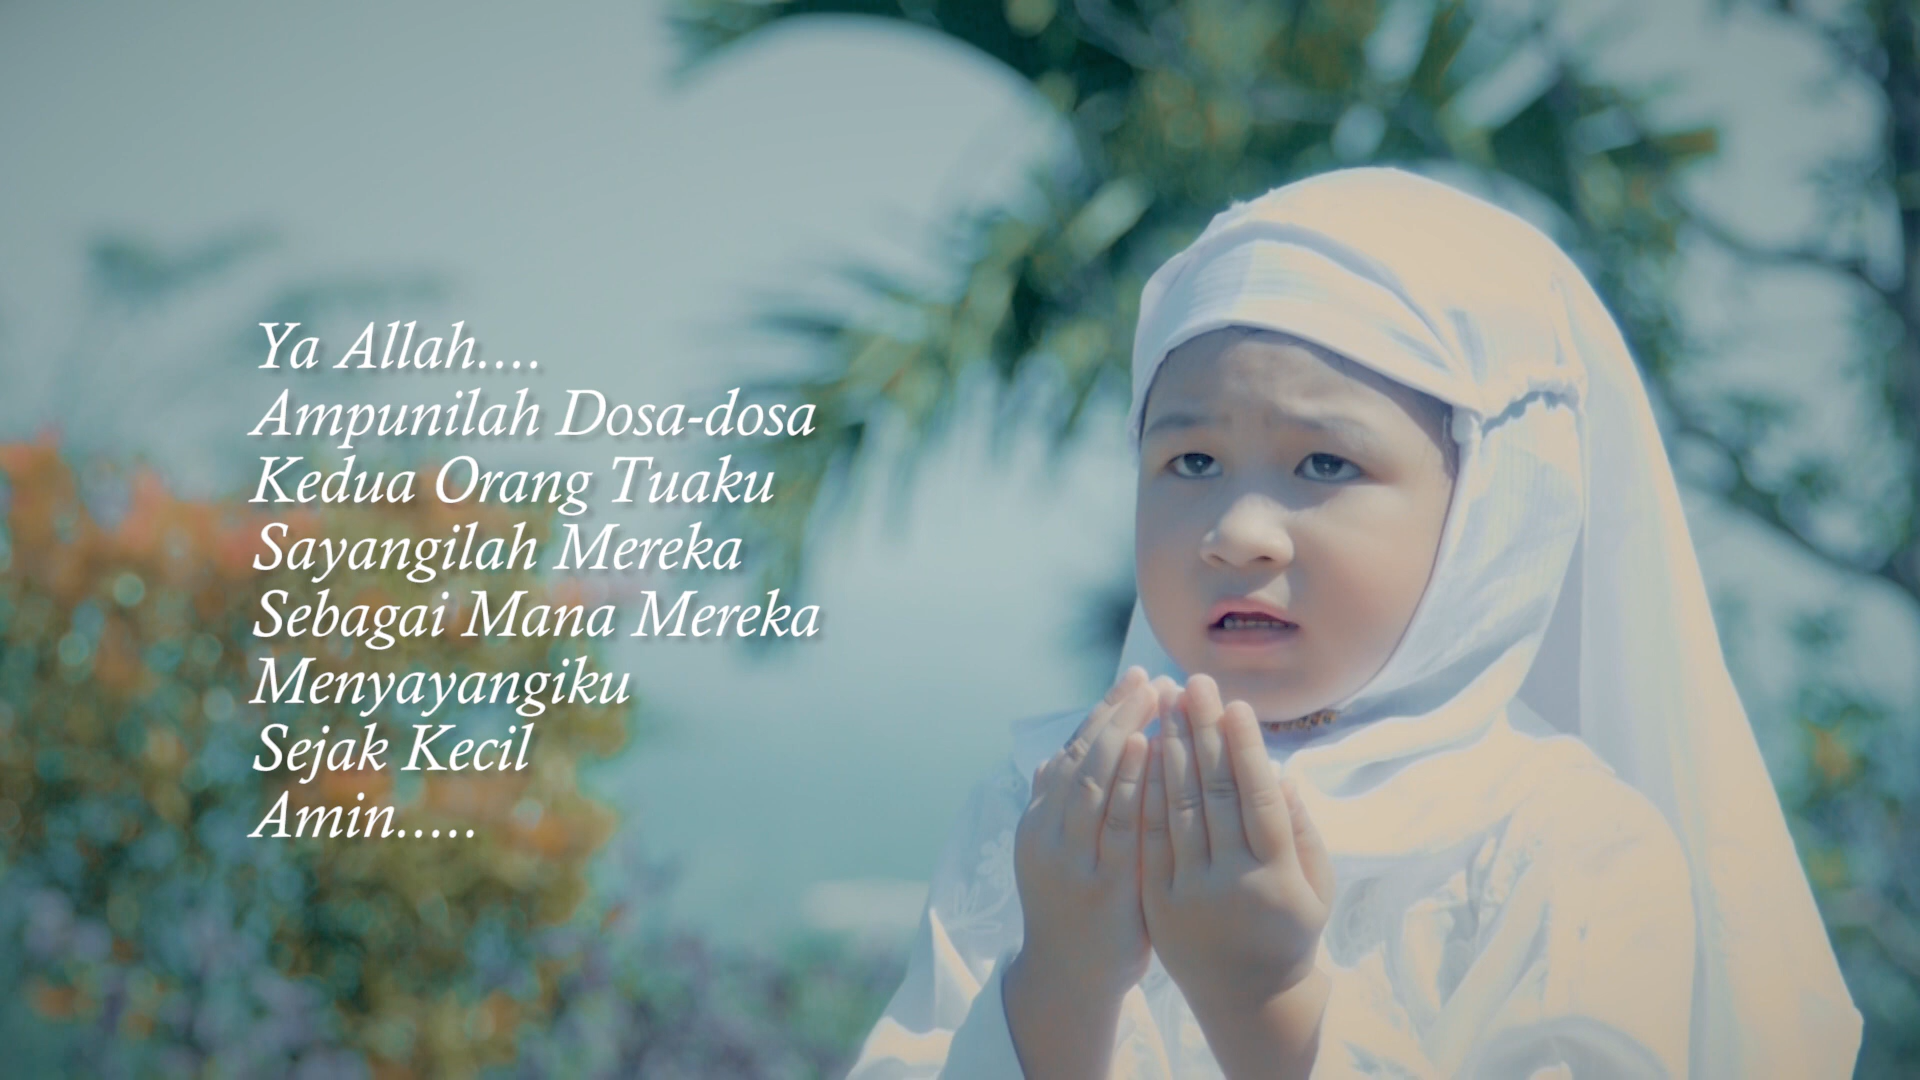 Ya Allah....
Ampunilah Dosa-dosa
Kedua Orang Tuaku
Sayangilah Mereka
Sebagai Mana Mereka
Menyayangiku
Sejak Kecil
Amin.....